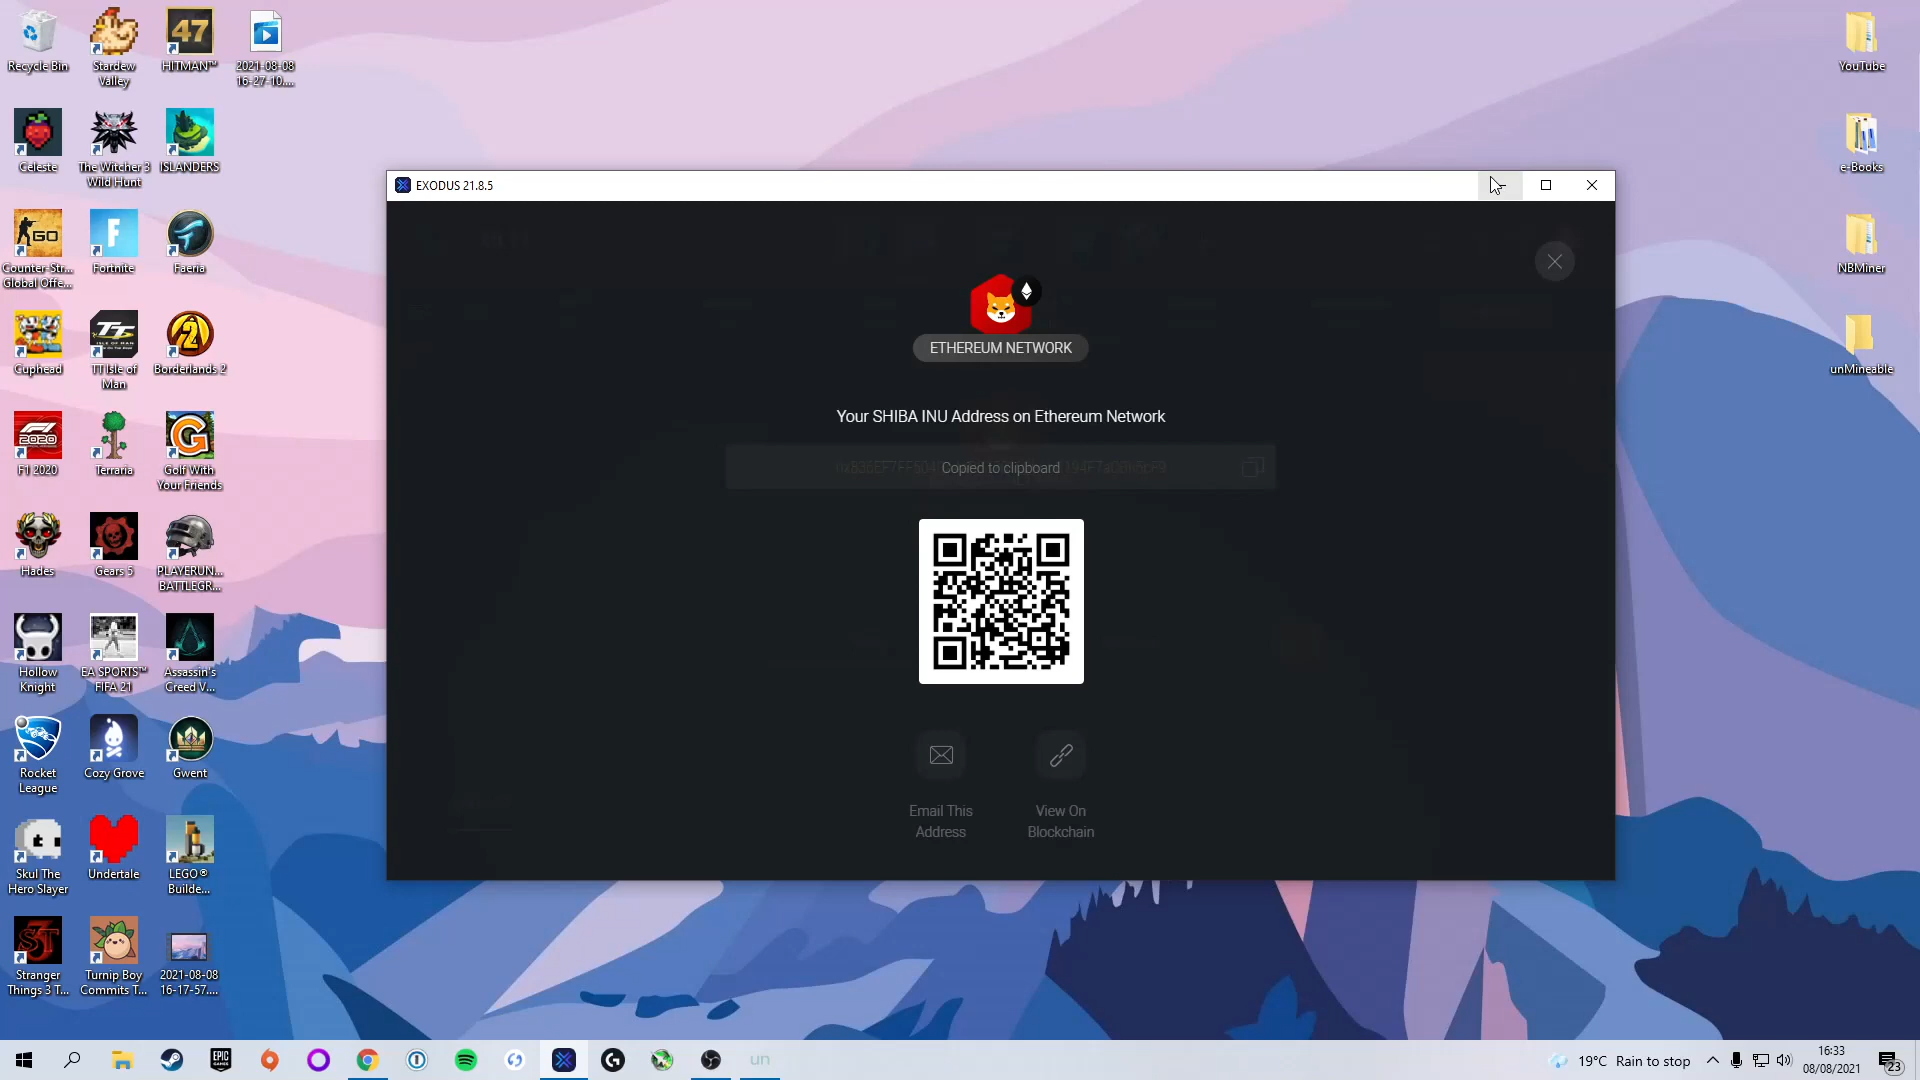 Recycle Bin
Stardew
Valley
HITMAN™
2021-08-08
16-27-10....
Celeste
The Witcher 3
Wild Hunt
ISLANDERS
Counter-Str...
Global Offe...
Fortnite
Faeria
Cuphead
TT Isle of
Man
Borderlands 2
F1 2020
Terraria
Golf With
Your Friends
Hades
Gears 5
PLAYERUN...
BATTLEGR...
Hollow
Knight
EA SPORTS™
FIFA 21
Assassin's
Creed V...
Rocket
League
Cozy Grove
Gwent
Skul The
Hero Slayer
Undertale
LEGO®
Builde...
Stranger
Things 3 T...
Turnip Boy
Commits T...
2021-08-08
16-17-57....
EXODUS 21.8.5
ETHEREUM NETWORK
Your SHIBA INU Address on Ethereum Network
Copied to clipboard
Email This
Address
View On
Blockchain
YouTube
e-Books
NBMiner
unMineable
EPIC
GAMES
un
19°C Rain to stop
16:33
08/08/2021
23